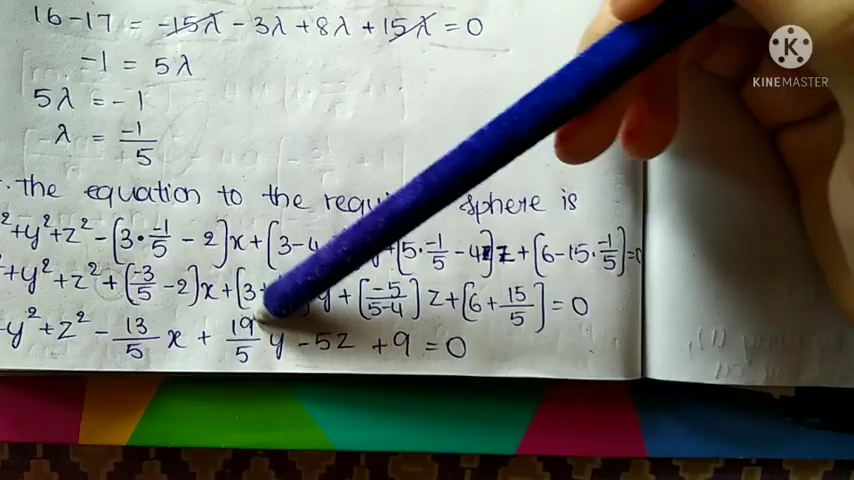 16-17 = -15λ - 3λ + 8λ + 15λ = 0
-1 = 5λ
5λ = -1
λ = -1/5
the equation to the sphere is
² + y² + z² - [3·-1/5 - 2]x + [3-4 y + [5·-1/5 - 4z] z + [6-15·-1/5] = 0
+ y² + z² + [-3/5 - 2]x + [3+ y + [-5/5-4] z + [6 + 15/5] = 0
y² + z² - 13/5 x + 19/5 y - 5z + 9 = 0
KINEMASTER